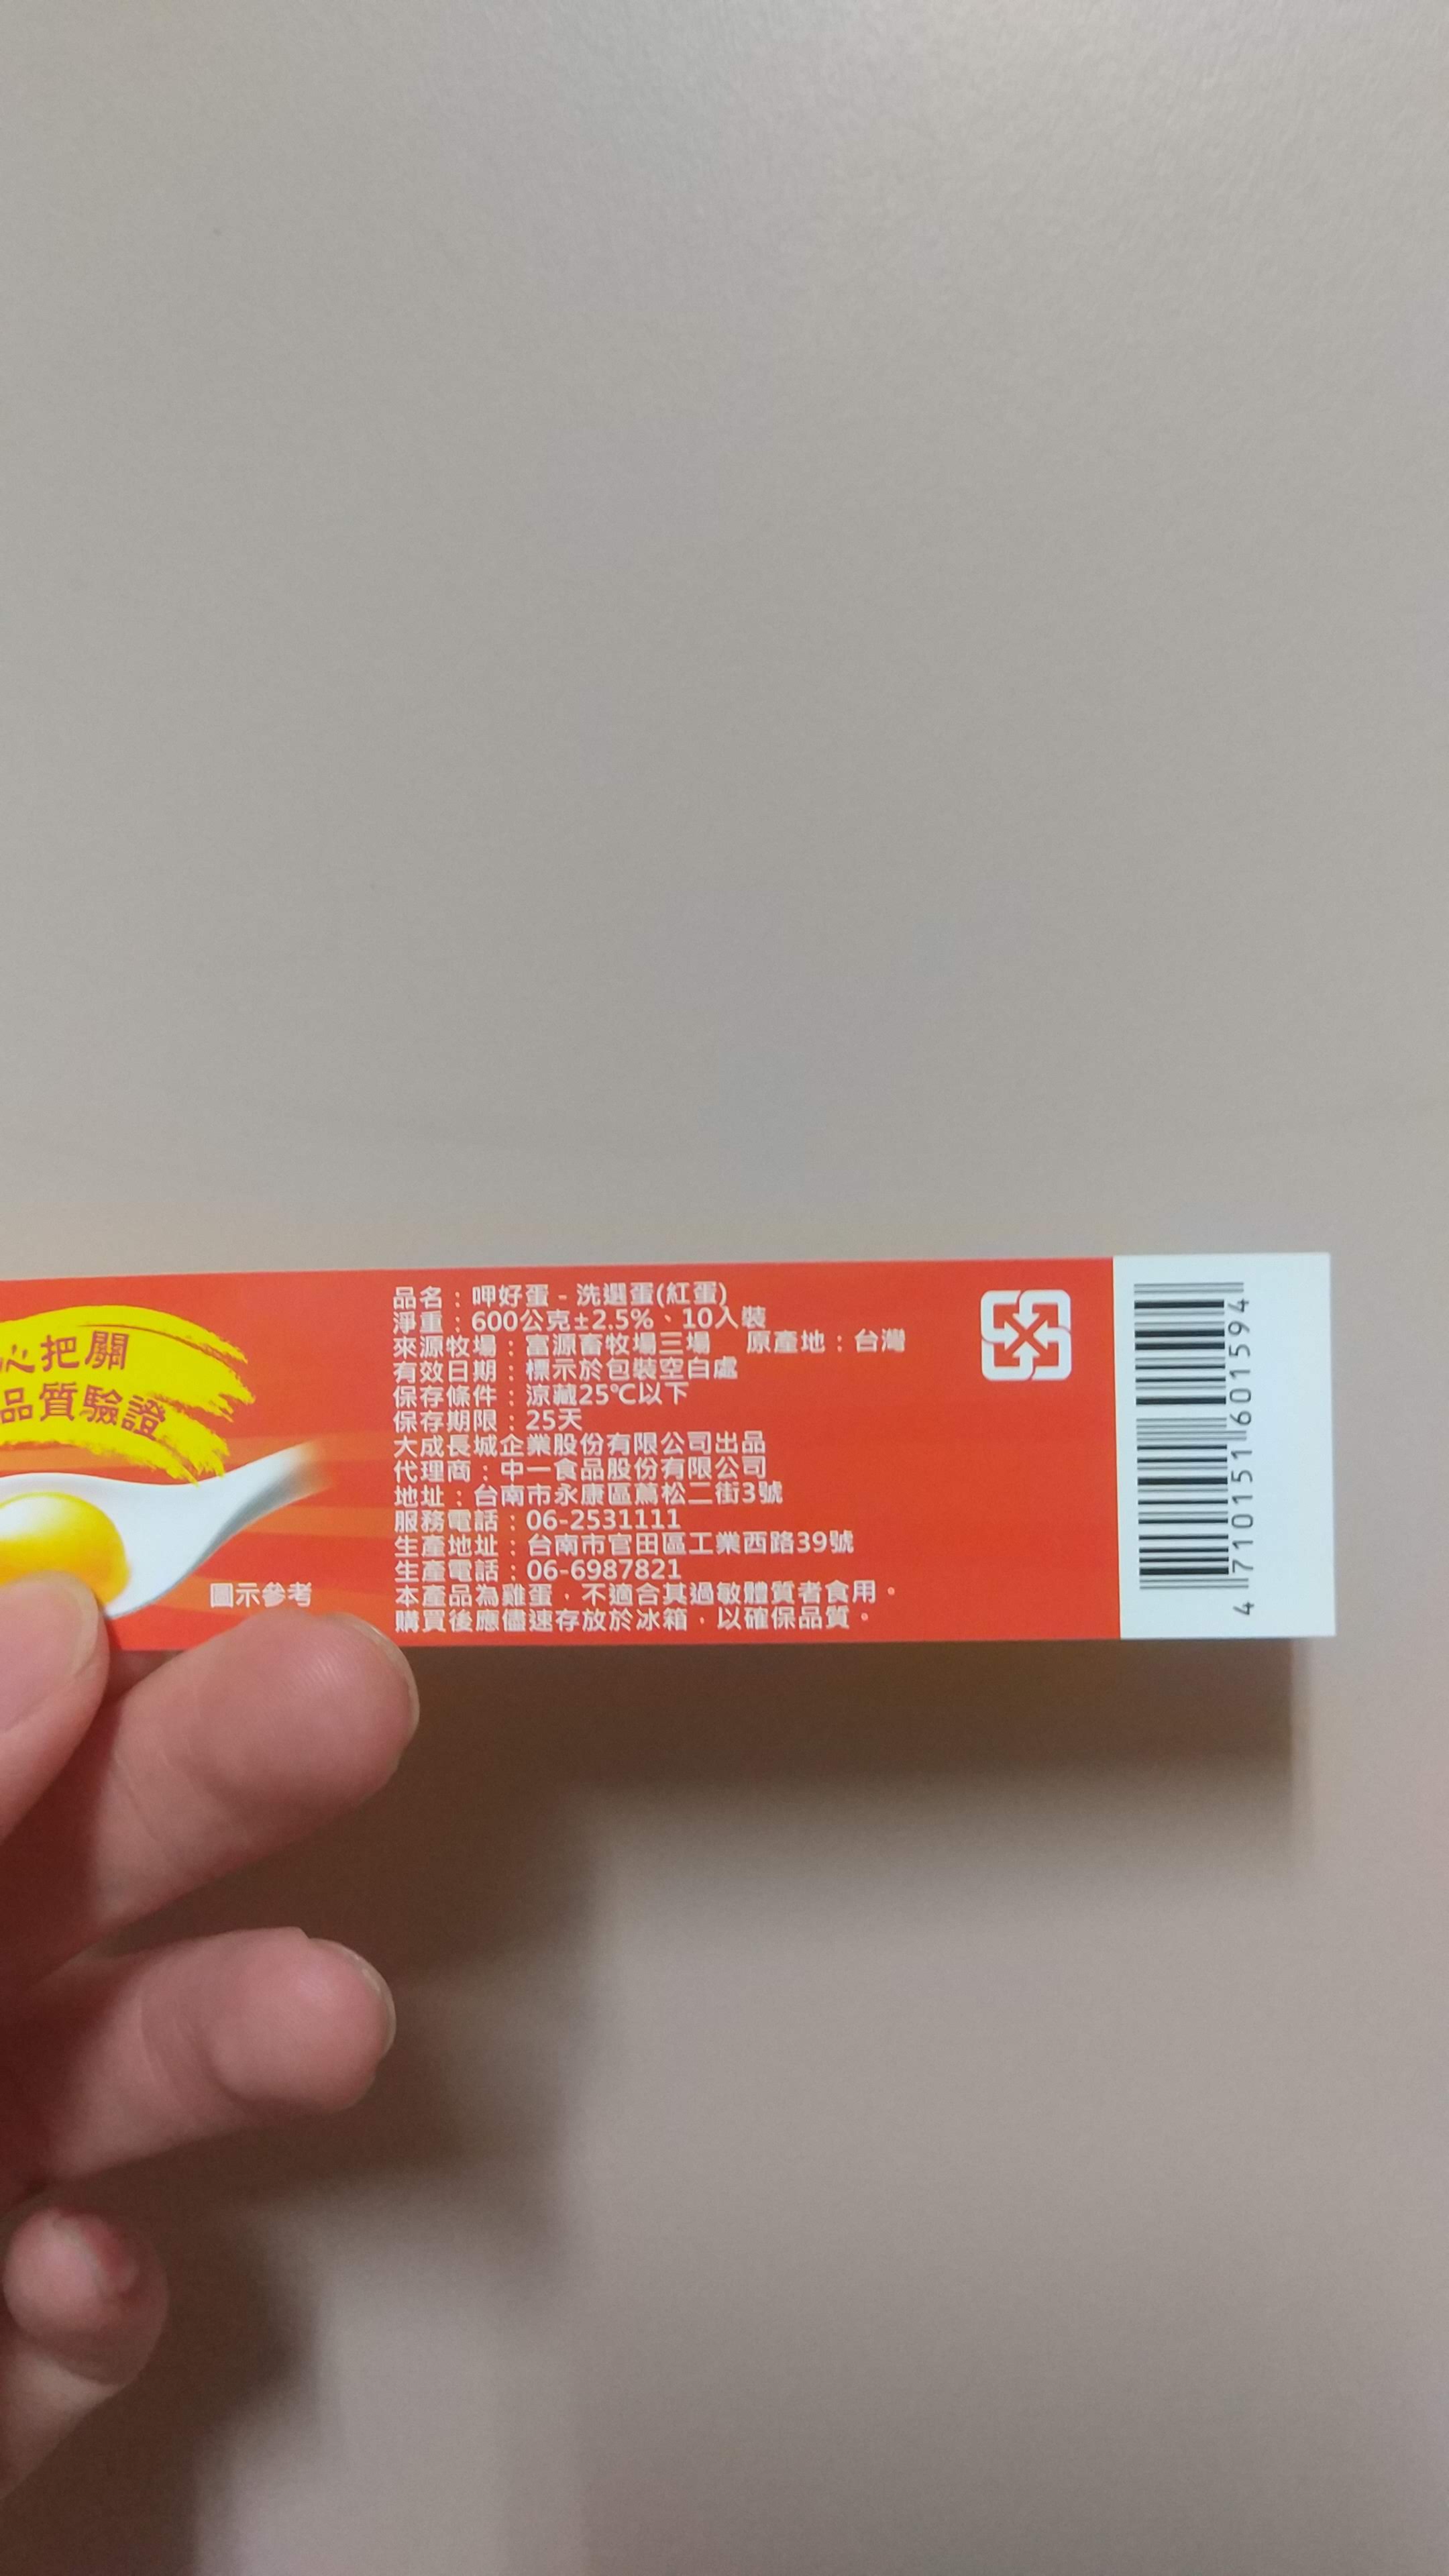 心把關
品質驗證
圖示參考
品名：呷好蛋-洗選蛋(紅蛋)
淨重：600公克±2.5%、10入裝
來源牧場：富源畜牧場三場 原產地：台灣
有效日期：標示於包裝空白處
保存條件：涼藏25℃以下
保存期限：25天
大成長城企業股份有限公司出品
代理商：中一食品股份有限公司
地址：台南市永康區蔦松二街3號
服務電話：06-2531111
生產地址：台南市官田區工業西路39號
生產電話：06-6987821
本產品為雞蛋，不適合其過敏體質者食用。
購買後應儘速存放於冰箱，以確保品質。
4 710151 601594